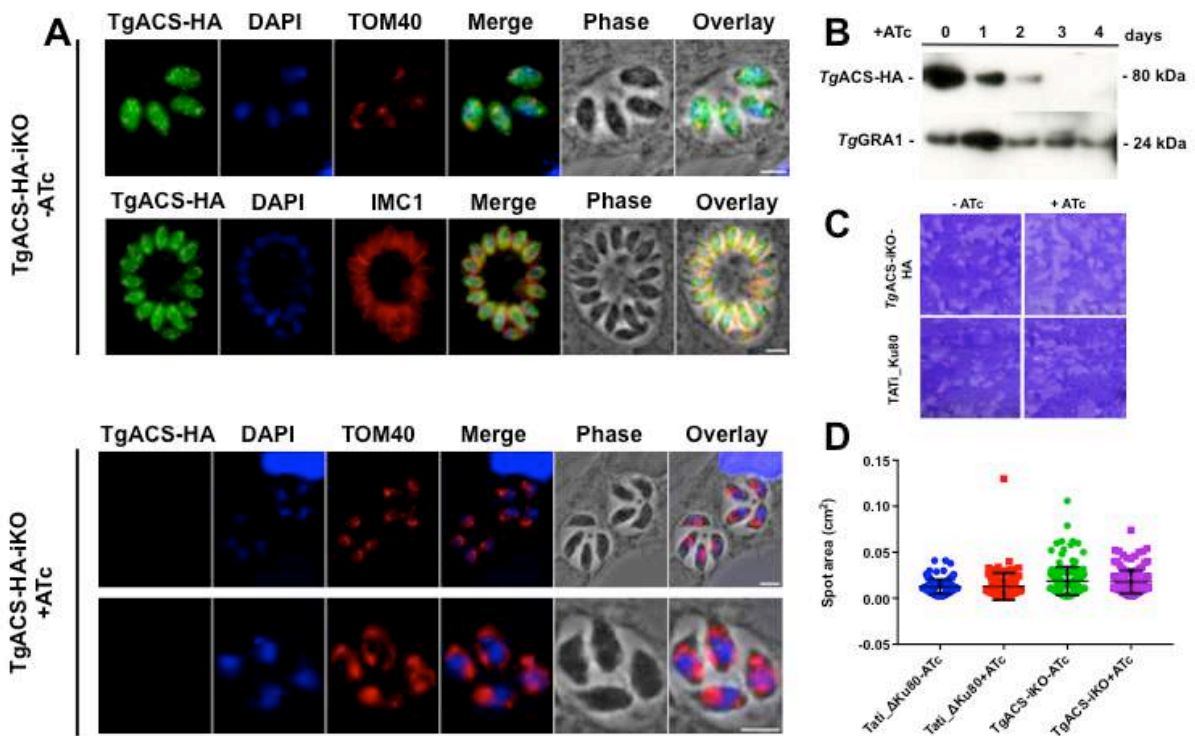 A
TgACS-HA DAPI TOM40 Merge Phase Overlay
TgACS-HA-iKO
-ATc
TgACS-HA DAPI IMC1 Merge Phase Overlay
TgACS-HA DAPI TOM40 Merge Phase Overlay
TgACS-HA-iKO
+ATc
B
+ATc 0 1 2 3 4 days
TgACS-HA - - 80 kDa
TgGRA1 - - 24 kDa
C
- ATc + ATc
TgACS-iKO-
HA
TATi_Ku80
D
0.15
0.10
0.05
0.00
-0.05
Spot area (cm²)
Tati_ΔKu80-ATc
Tati_ΔKu80+ATc
TgACS-iKO-ATc
TgACS-iKO+ATc